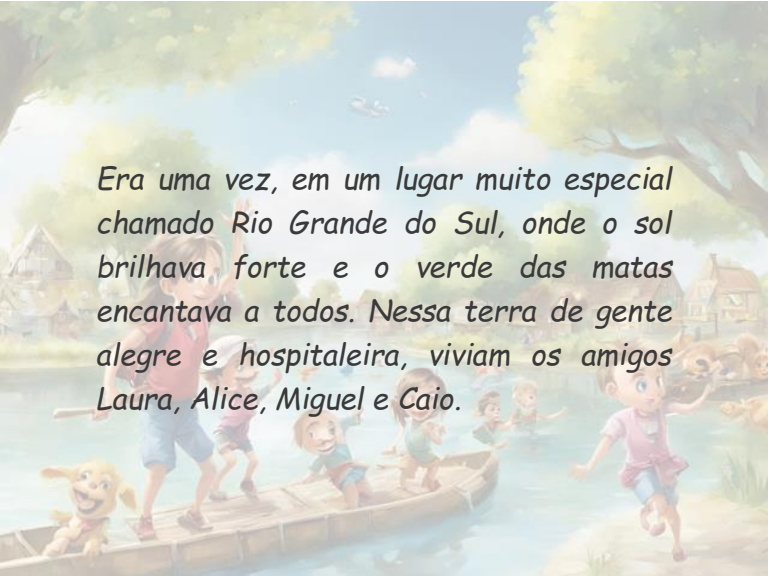 Era uma vez, em um lugar muito especial
chamado Rio Grande do Sul, onde o sol
brilhava forte e o verde das matas
encantava a todos. Nessa terra de gente
alegre e hospitaleira, viviam os amigos
Laura, Alice, Miguel e Caio.